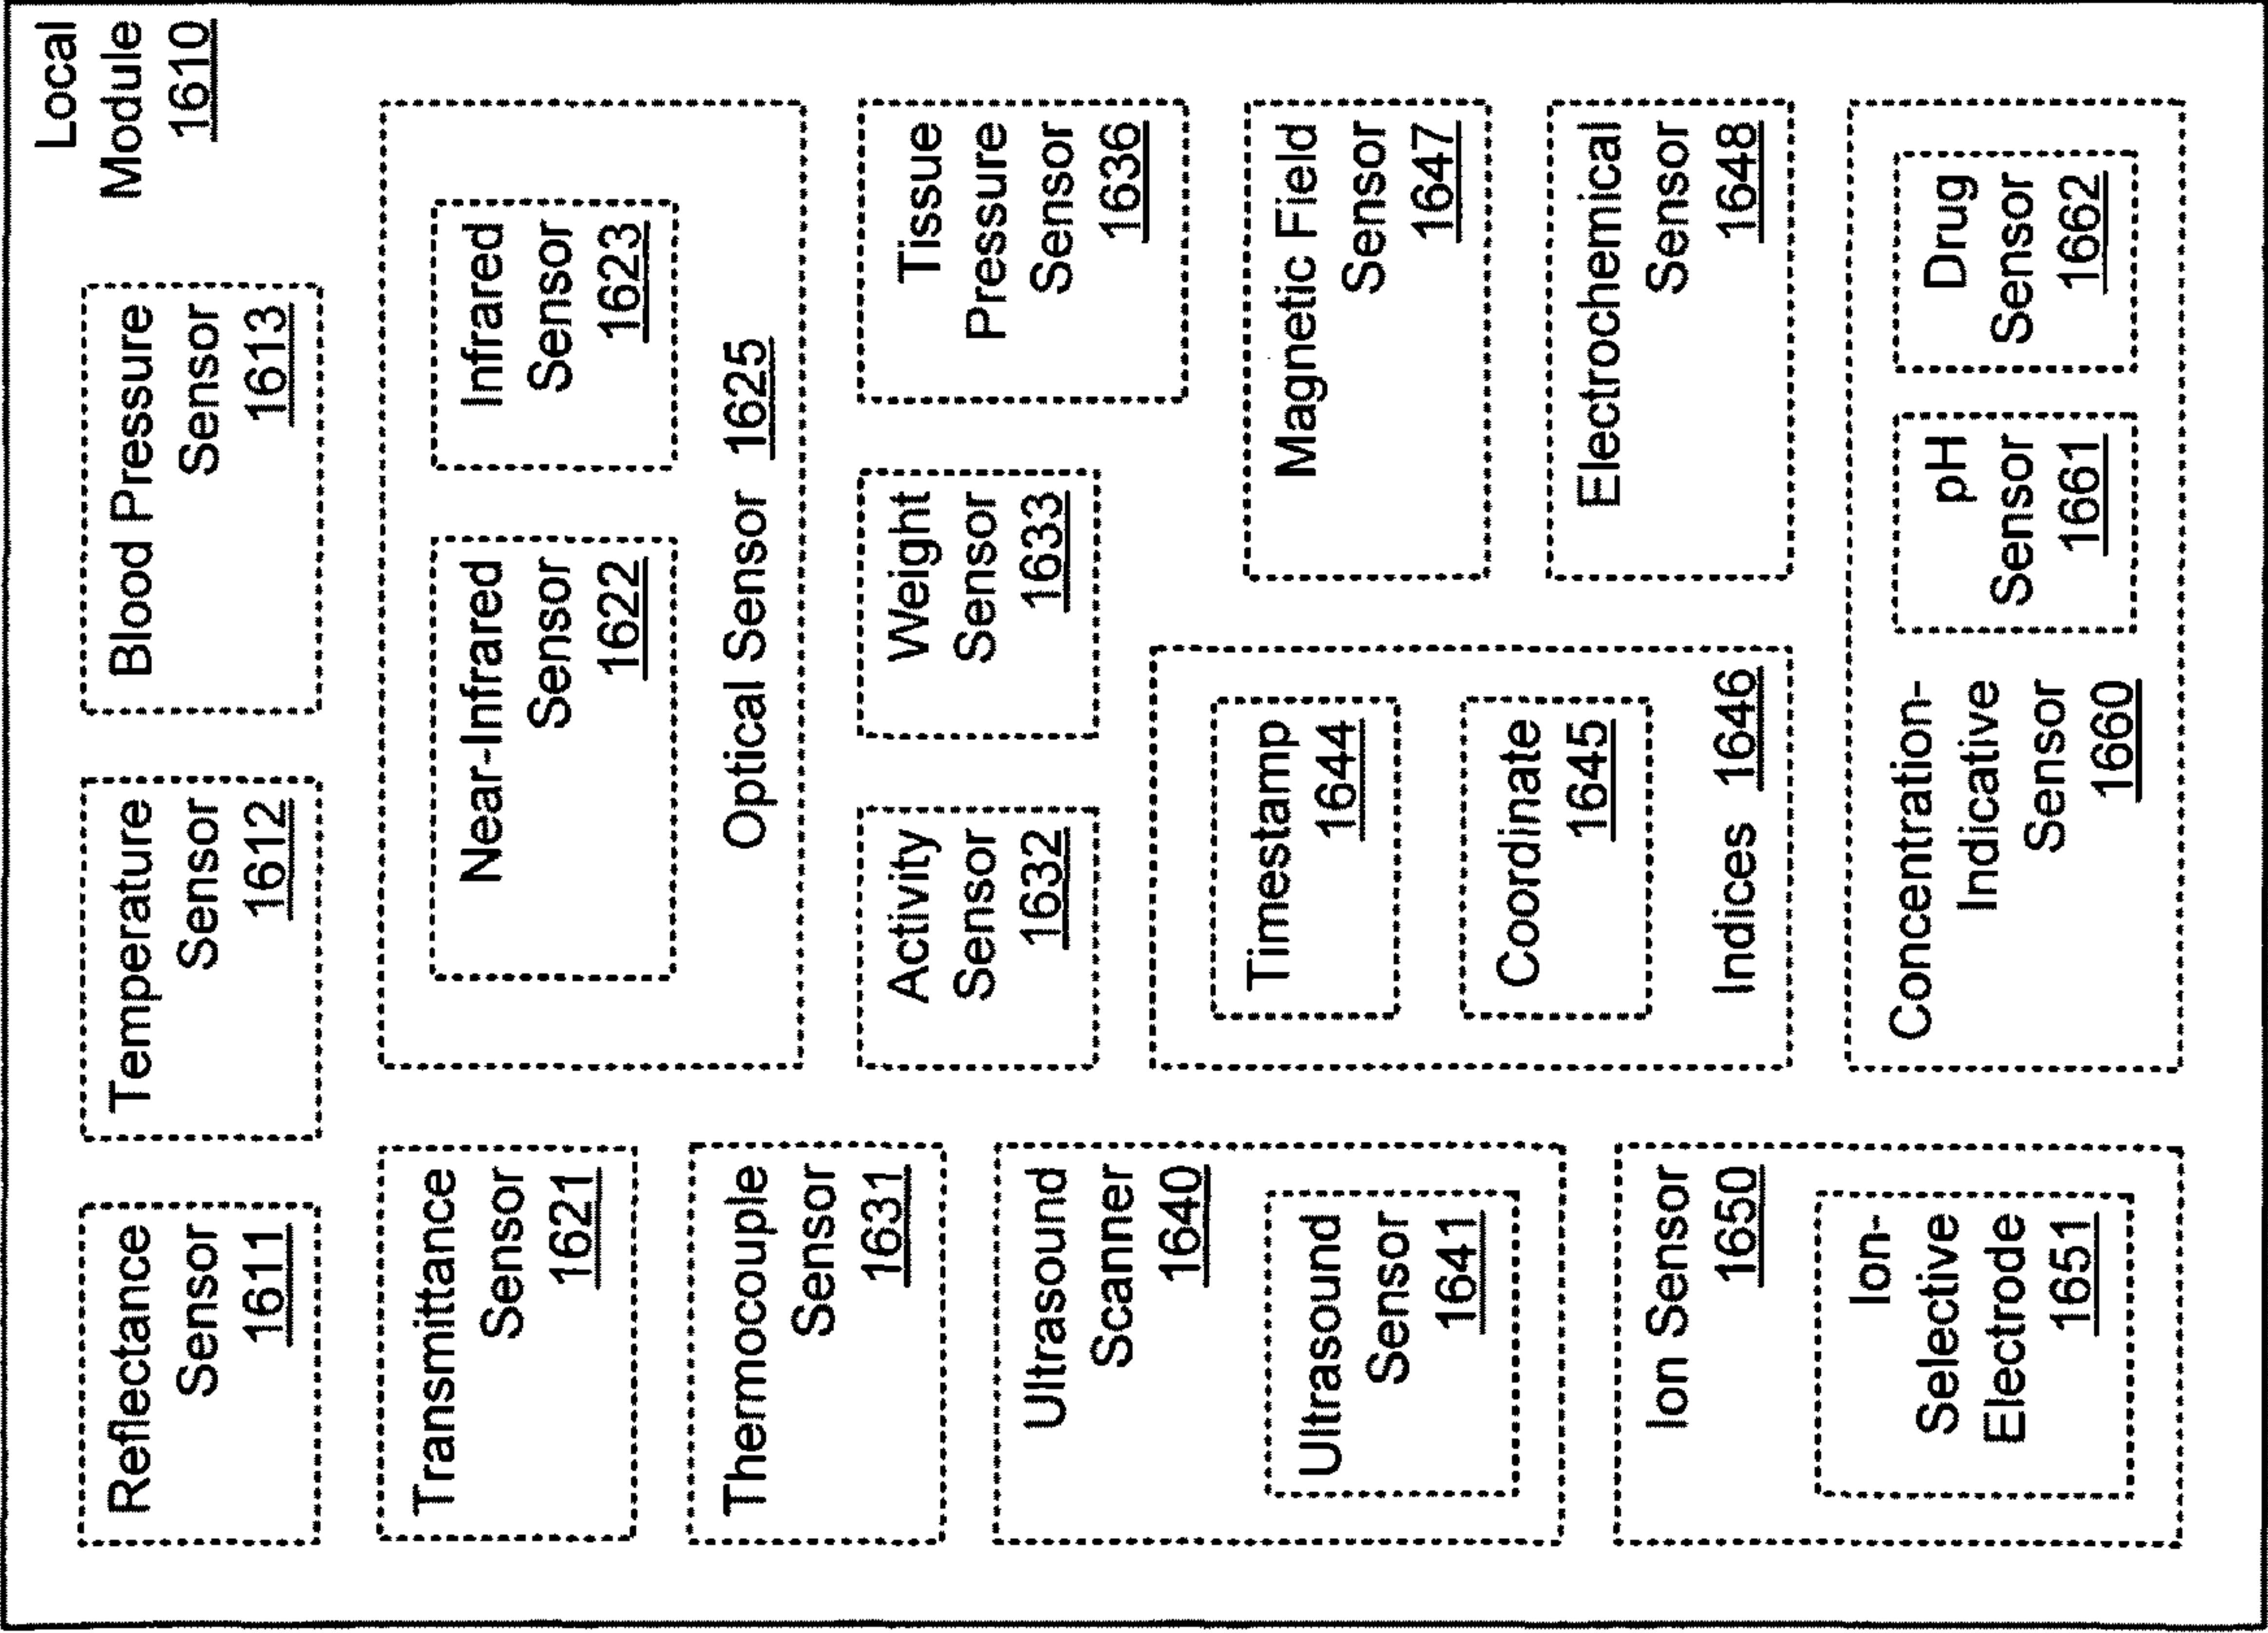 Local
Module
1610
Reflectance
Sensor
1611
Temperature
Sensor
1612
Blood Pressure
Sensor
1613
Transmittance
Sensor
1621
Near-Infrared
Sensor
1622
Infrared
Sensor
1623
Optical Sensor 1625
Thermocouple
Sensor
1631
Activity
Sensor
1632
Weight
Sensor
1633
Tissue
Pressure
Sensor
1636
Ultrasound
Scanner
1640
Ultrasound
Sensor
1641
Timestamp
1644
Coordinate
1645
Indices 1646
Magnetic Field
Sensor
1647
Electrochemical
Sensor
1648
Ion Sensor
1650
Ion-
Selective
Electrode
1651
Concentration-
Indicative
Sensor
1660
pH
Sensor
1661
Drug
Sensor
1662